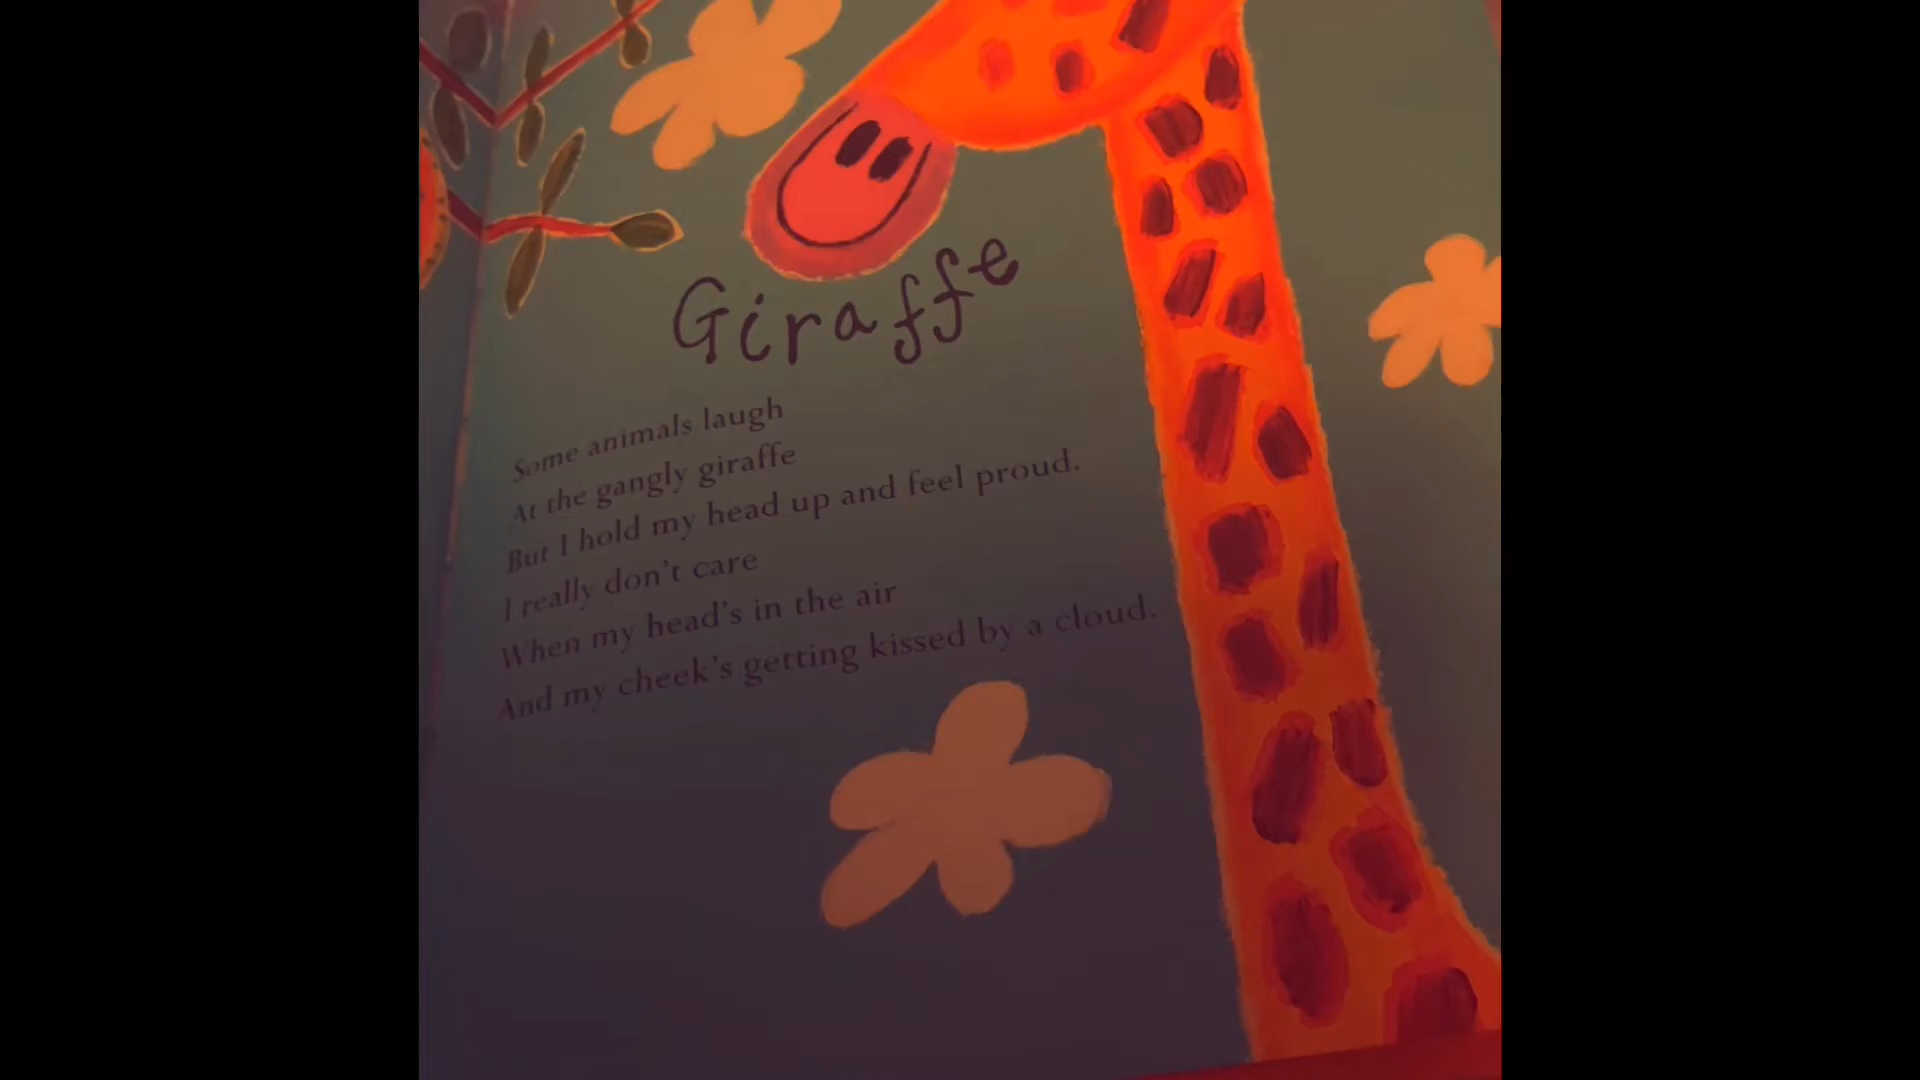 Giraffe
Some animals laugh
At the gangly giraffe
But I hold my head up and feel proud.
I really don't care
When my head's in the air
And my cheek's getting kissed by a cloud.